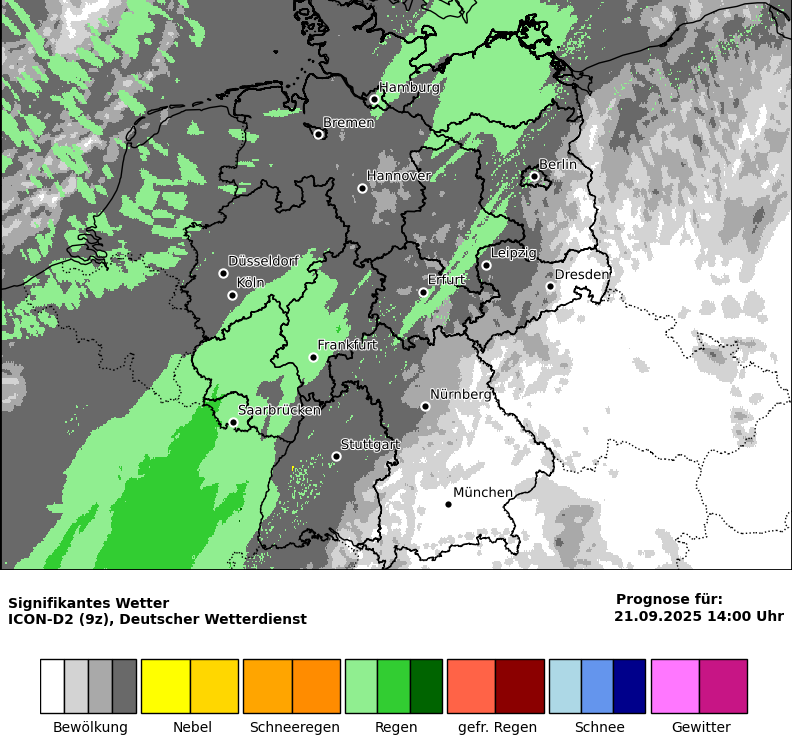 Hamburg
Bremen
Berlin
Hannover
Leipzig
Düsseldorf
Dresden
Köln
Erfurt
Frankfurt
Nürnberg
Saarbrücken
Stuttgart
München
Signifikantes Wetter
ICON-D2 (9z), Deutscher Wetterdienst
Prognose für:
21.09.2025 14:00 Uhr
Bewölkung
Nebel
Schneeregen
Regen
gefr. Regen
Schnee
Gewitter